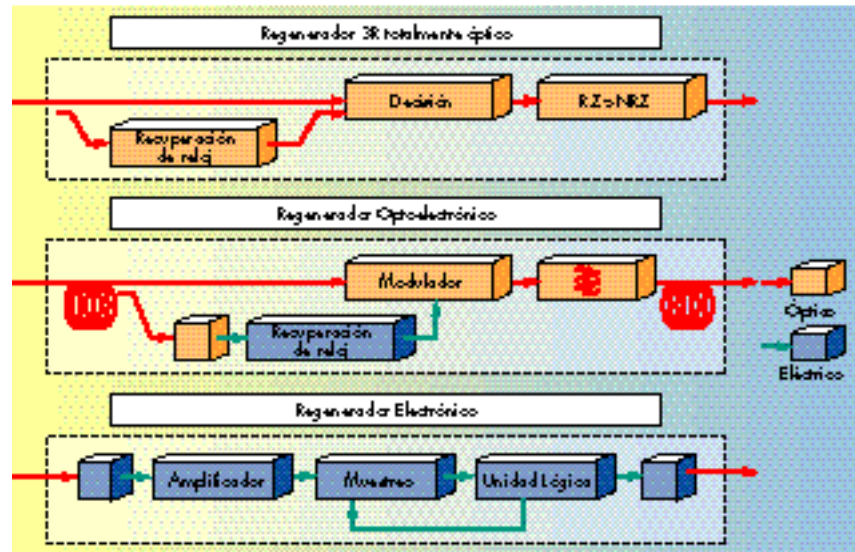 Regenerador 3R totalmente óptico
Decisión
RZ>NRZ
Recuperación
de reloj
Regenerador Optoelectrónico
Modulador
Recuperación
de reloj
Óptico
Eléctrico
Regenerador Electrónico
Amplificador
Muestreo
Unidad Lógica